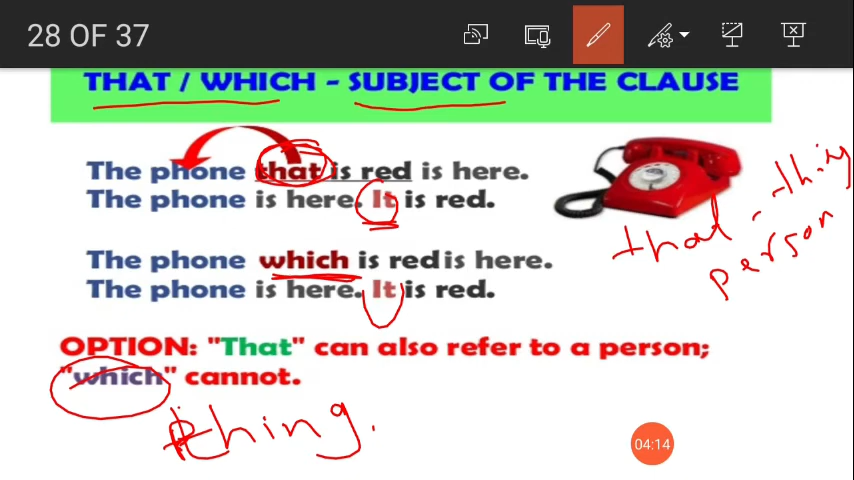 28 OF 37
THAT / WHICH - SUBJECT OF THE CLAUSE
The phone that is red is here.
The phone is here. It is red.
The phone which is red is here.
The phone is here. It is red.
that - thing
person
OPTION: "That" can also refer to a person;
"which" cannot.
thing.
04:14